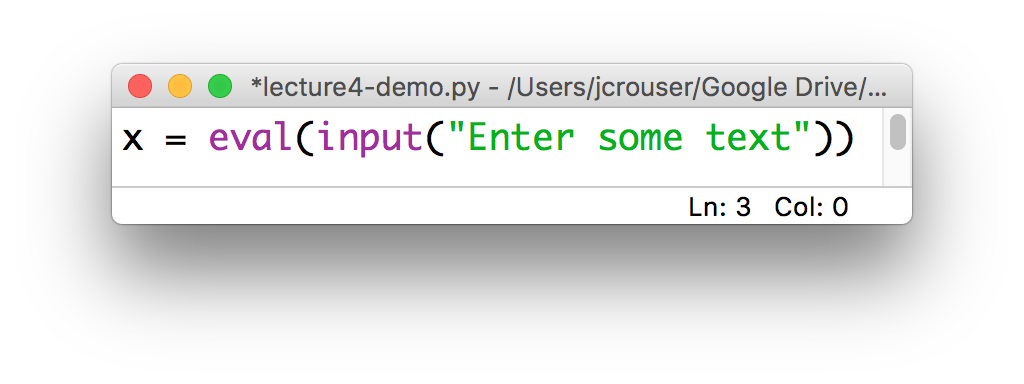 *lecture4-demo.py - /Users/jcrouser/Google Drive/...
x = eval(input("Enter some text"))
Ln: 3 Col: 0